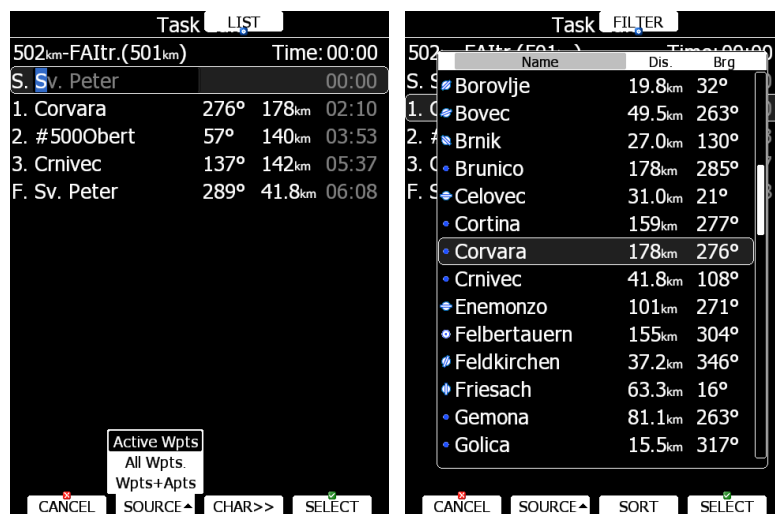 Task
LIST
502km-FAItr.(501km) Time: 00:00
S. Sv. Peter 00:00
1. Corvara 276° 178km 02:10
2. #500Obert 57° 140km 03:53
3. Crnivec 137° 142km 05:37
F. Sv. Peter 289° 41.8km 06:08
Active Wpts
All Wpts.
Wpts+Apts
CANCEL SOURCE CHAR>> SELECT
Task
FILTER
502
Name Dis. Brg
S. S
Borovlje 19.8km 32°
1.
Bovec 49.5km 263°
2.
Brnik 27.0km 130°
3.
Brunico 178km 285°
F. S
Celovec 31.0km 21°
Cortina 159km 277°
Corvara 178km 276°
Crnivec 41.8km 108°
Enemonzo 101km 271°
Felbertauern 155km 304°
Feldkirchen 37.2km 346°
Friesach 63.3km 16°
Gemona 81.1km 263°
Golica 15.5km 317°
CANCEL SOURCE SORT SELECT